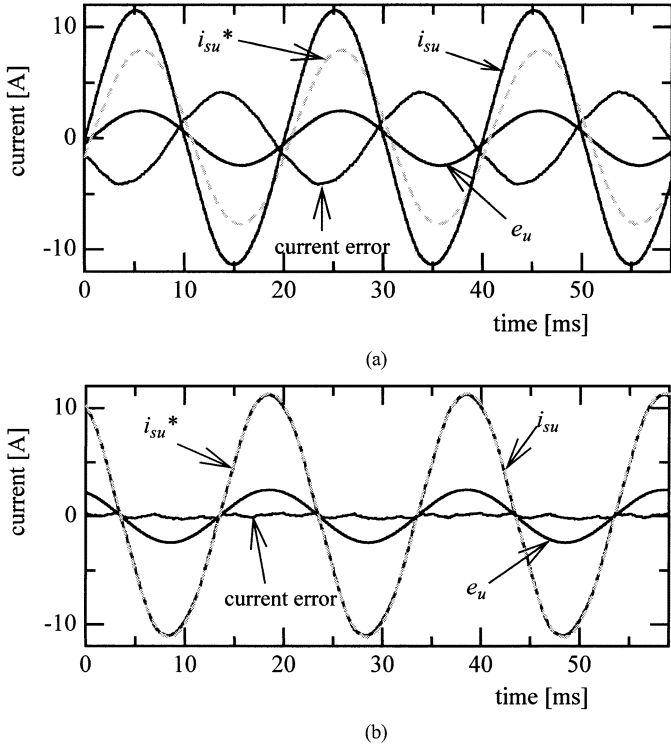 10
0
-10
current [A]
i_su*
i_su
e_u
current error
0 10 20 30 40 50
time [ms]
(a)
10
0
-10
current [A]
i_su*
i_su
e_u
current error
0 10 20 30 40 50
time [ms]
(b)